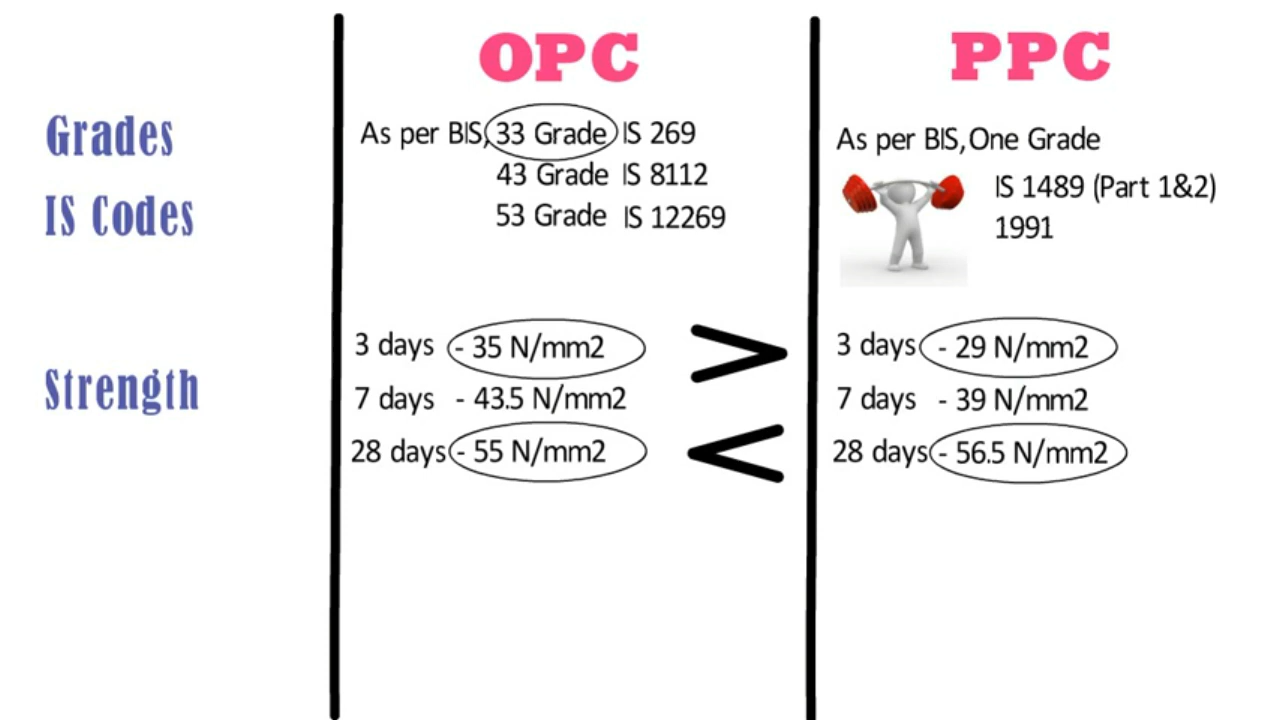 OPC
PPC
Grades
As per BIS, 33 Grade IS 269
43 Grade IS 8112
53 Grade IS 12269
As per BIS, One Grade
IS 1489 (Part 1&2)
1991
IS Codes
Strength
3 days - 35 N/mm2 >
7 days - 43.5 N/mm2
28 days - 55 N/mm2 <
3 days - 29 N/mm2
7 days - 39 N/mm2
28 days - 56.5 N/mm2